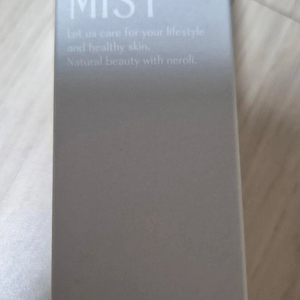 MIST
Let us care for your lifestyle
and healthy skin.
Natural beauty with neroli.